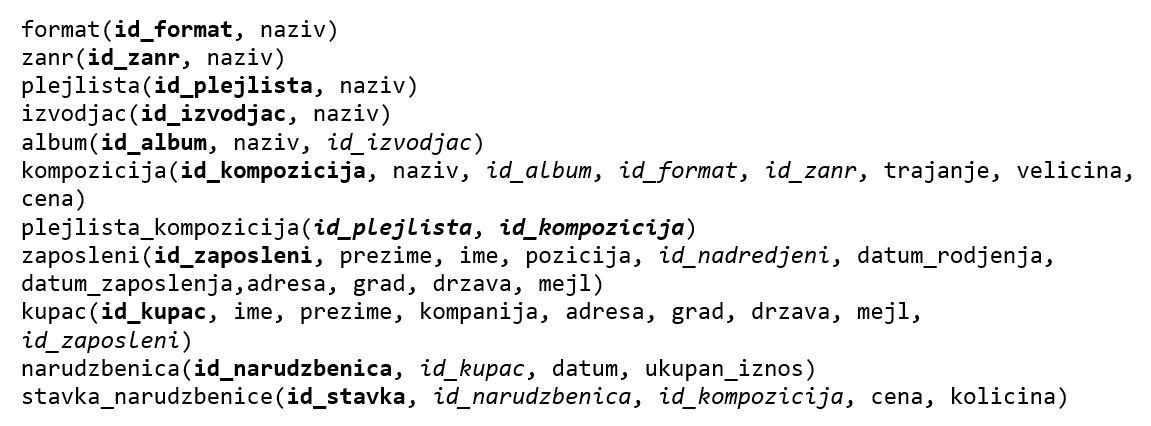 format(id_format, naziv)
zanr(id_zanr, naziv)
plejlista(id_plejlista, naziv)
izvodjac(id_izvodjac, naziv)
album(id_album, naziv, id_izvodjac)
kompozicija(id_kompozicija, naziv, id_album, id_format, id_zanr, trajanje, velicina,
cena)
plejlista_kompozicija(id_plejlista, id_kompozicija)
zaposleni(id_zaposleni, prezime, ime, pozicija, id_nadredjeni, datum_rodjenja,
datum_zaposlenja,adresa, grad, drzava, mejl)
kupac(id_kupac, ime, prezime, kompanija, adresa, grad, drzava, mejl,
id_zaposleni)
narudzbenica(id_narudzbenica, id_kupac, datum, ukupan_iznos)
stavka_narudzbenice(id_stavka, id_narudzbenica, id_kompozicija, cena, kolicina)